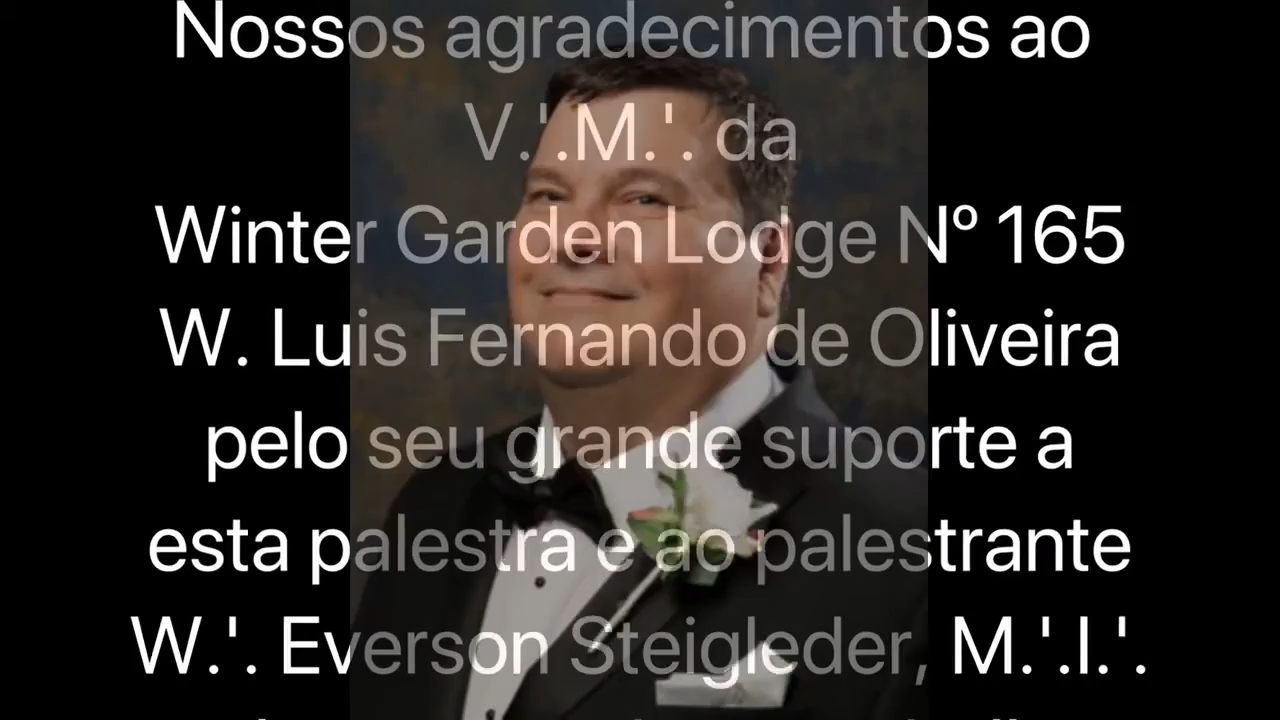 Nossos agradecimentos ao
V.'.M.'. da
Winter Garden Lodge Nº 165
W. Luis Fernando de Oliveira
pelo seu grande suporte a
esta palestra e ao palestrante
W.'. Everson Steigleder, M.'.I.'.